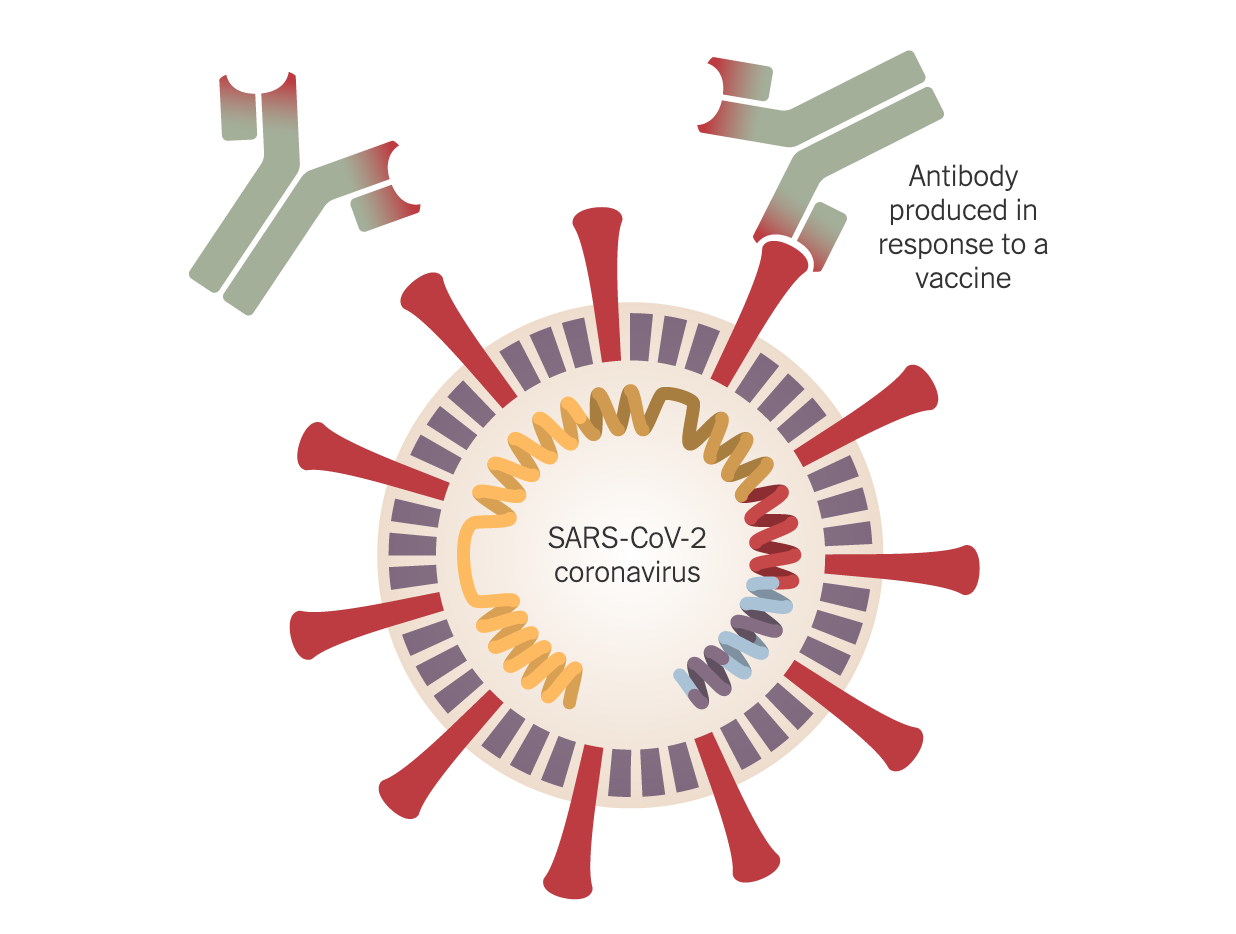 Antibody
produced in
response to a
vaccine
SARS-CoV-2
coronavirus